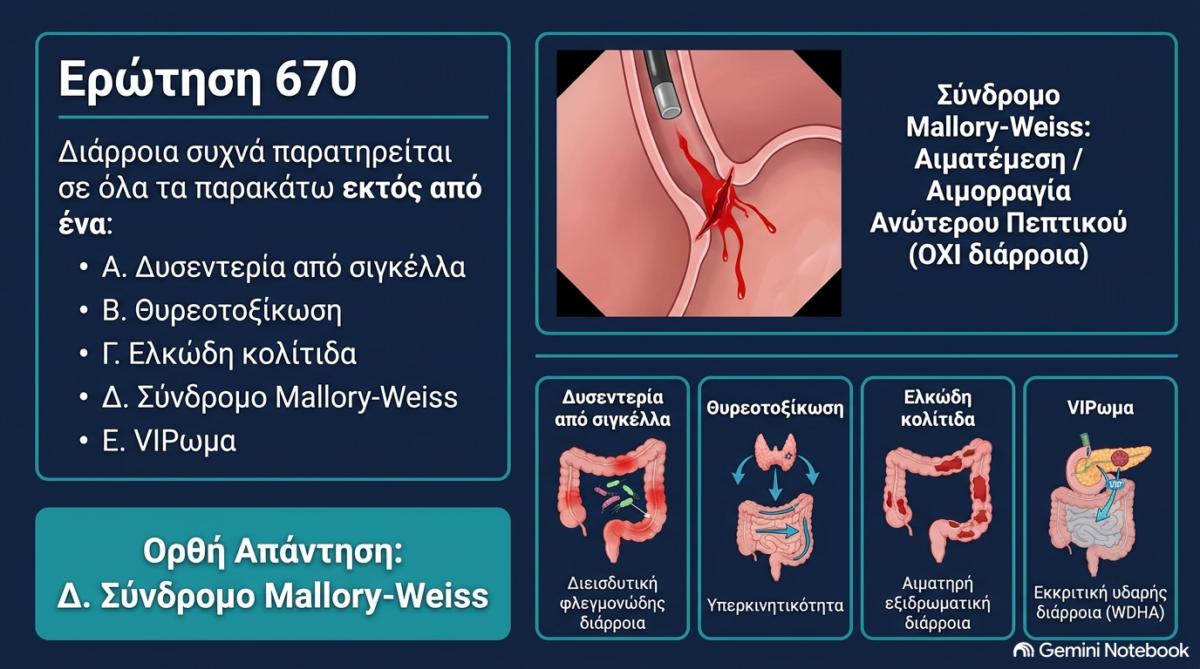 Ερώτηση 670
Διάρροια συχνά παρατηρείται
σε όλα τα παρακάτω εκτός από
ένα:
• Α. Δυσεντερία από σιγκέλλα
• Β. Θυρεοτοξίκωση
• Γ. Ελκώδη κολίτιδα
• Δ. Σύνδρομο Mallory-Weiss
• Ε. VIPωμα
Ορθή Απάντηση:
Δ. Σύνδρομο Mallory-Weiss
Σύνδρομο
Mallory-Weiss:
Αιματέμεση /
Αιμορραγία
Ανώτερου Πεπτικού
(ΟΧΙ διάρροια)
Δυσεντερία
από σιγκέλλα
Διεισδυτική
φλεγμονώδης
διάρροια
Θυρεοτοξίκωση
Υπερκινητικότητα
Ελκώδη
κολίτιδα
Αιματηρή
εξιδρωματική
διάρροια
VIPωμα
VIP
Εκκριτική υδαρής
διάρροια (WDHA)
Gemini Notebook